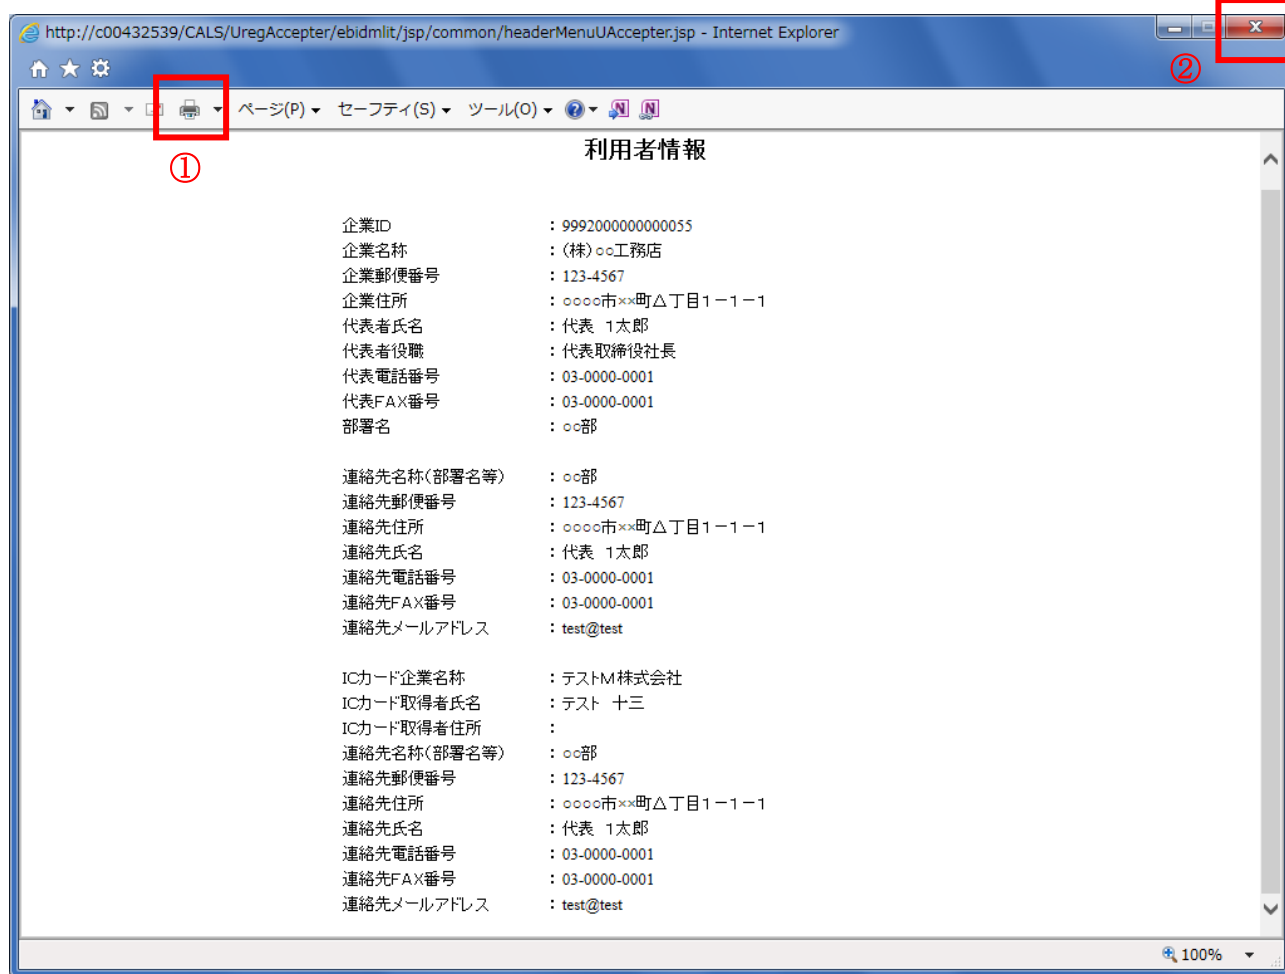 http://c00432539/CALS/UregAccepter/ebidmlit/jsp/common/headerMenuUAccepter.jsp - Internet Explorer
②
ページ(P) セーフティ(S) ツール(O)
①
利用者情報
企業ID ：9992000000000055
企業名称 ：(株)○○工務店
企業郵便番号 ：123-4567
企業住所 ：○○○○市××町△丁目１－１－１
代表者氏名 ：代表 1太郎
代表者役職 ：代表取締役社長
代表電話番号 ：03-0000-0001
代表FAX番号 ：03-0000-0001
部署名 ：○○部
連絡先名称(部署名等) ：○○部
連絡先郵便番号 ：123-4567
連絡先住所 ：○○○○市××町△丁目１－１－１
連絡先氏名 ：代表 1太郎
連絡先電話番号 ：03-0000-0001
連絡先FAX番号 ：03-0000-0001
連絡先メールアドレス ：test@test
ICカード企業名称 ：テストM株式会社
ICカード取得者氏名 ：テスト 十三
ICカード取得者住所 ：
連絡先名称(部署名等) ：○○部
連絡先郵便番号 ：123-4567
連絡先住所 ：○○○○市××町△丁目１－１－１
連絡先氏名 ：代表 1太郎
連絡先電話番号 ：03-0000-0001
連絡先FAX番号 ：03-0000-0001
連絡先メールアドレス ：test@test
100%